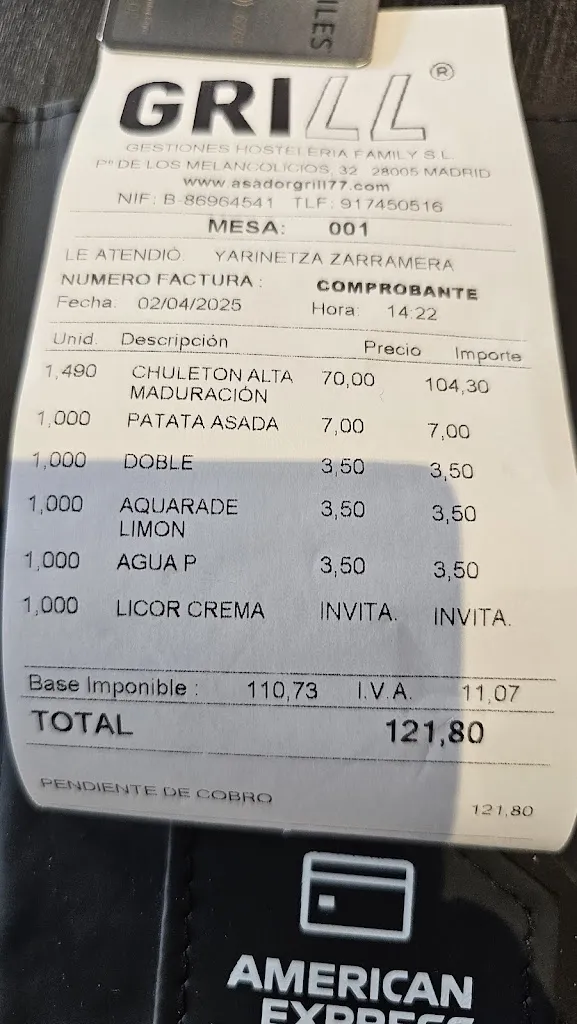 ILES
GRILL®
GESTIONES HOSTELERIA FAMILY S.L.
Pº DE LOS MELANCOLICIOS, 32 28005 MADRID
www.asadorgrill77.com
NIF: B-86964541 TLF: 917450516
MESA: 001
LE ATENDIÓ: YARINETZA ZARRAMERA
NUMERO FACTURA : COMPROBANTE
Fecha: 02/04/2025 Hora: 14:22
Unid. Descripción Precio Importe
1,490 CHULETON ALTA MADURACIÓN 70,00 104,30
1,000 PATATA ASADA 7,00 7,00
1,000 DOBLE 3,50 3,50
1,000 AQUARADE LIMON 3,50 3,50
1,000 AGUA P 3,50 3,50
1,000 LICOR CREMA INVITA. INVITA.
Base Imponible : 110,73 I.V.A. 11,07
TOTAL 121,80
PENDIENTE DE COBRO 121,80
AMERICAN
EXPRESS